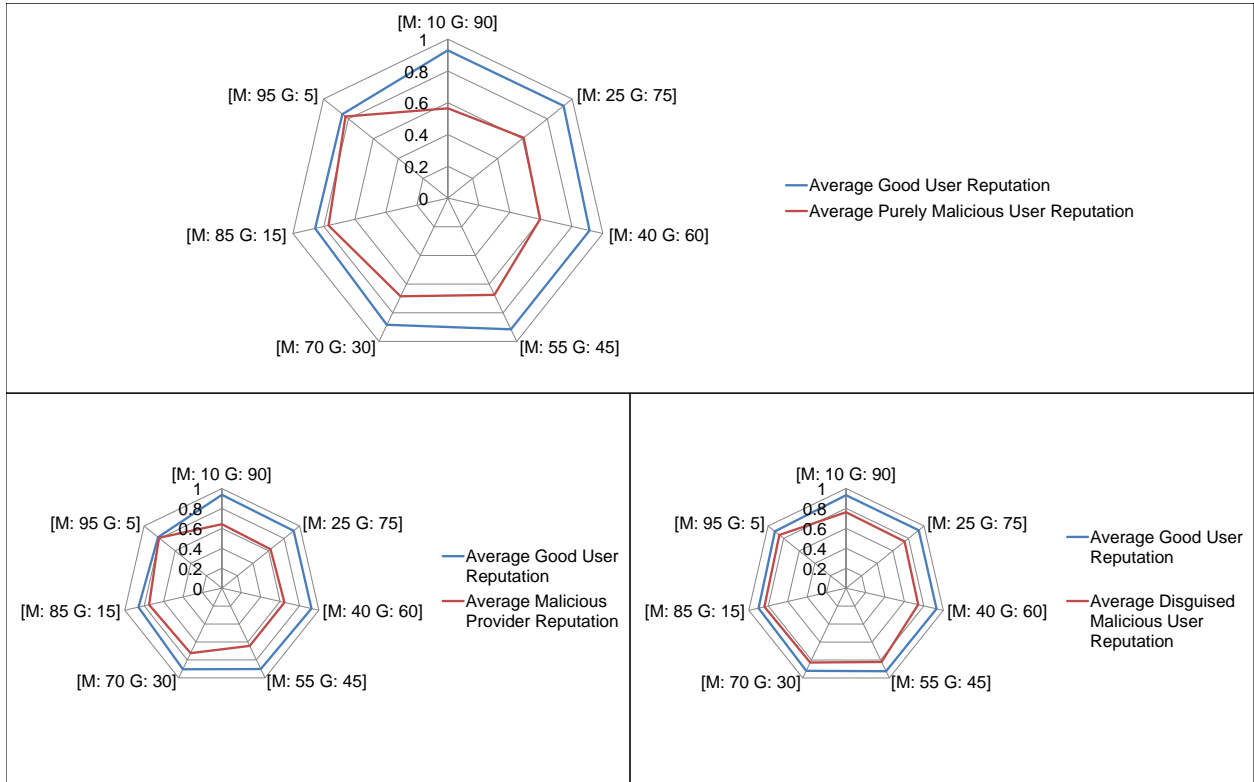 [M: 10 G: 90]
1
[M: 95 G: 5]
0.8
[M: 25 G: 75]
0.6
0.4
Average Good User Reputation
0.2
0
Average Purely Malicious User Reputation
[M: 85 G: 15]
[M: 40 G: 60]
[M: 70 G: 30]
[M: 55 G: 45]
[M: 10 G: 90]
1
[M: 95 G: 5]
0.8
[M: 25 G: 75]
0.6
0.4
0.2
0
[M: 85 G: 15]
[M: 40 G: 60]
[M: 70 G: 30]
[M: 55 G: 45]
Average Good User
Reputation
Average Malicious
Provider Reputation
[M: 10 G: 90]
1
[M: 95 G: 5]
0.8
[M: 25 G: 75]
0.6
0.4
0.2
0
[M: 85 G: 15]
[M: 40 G: 60]
[M: 70 G: 30]
[M: 55 G: 45]
Average Good User
Reputation
Average Disguised
Malicious User
Reputation